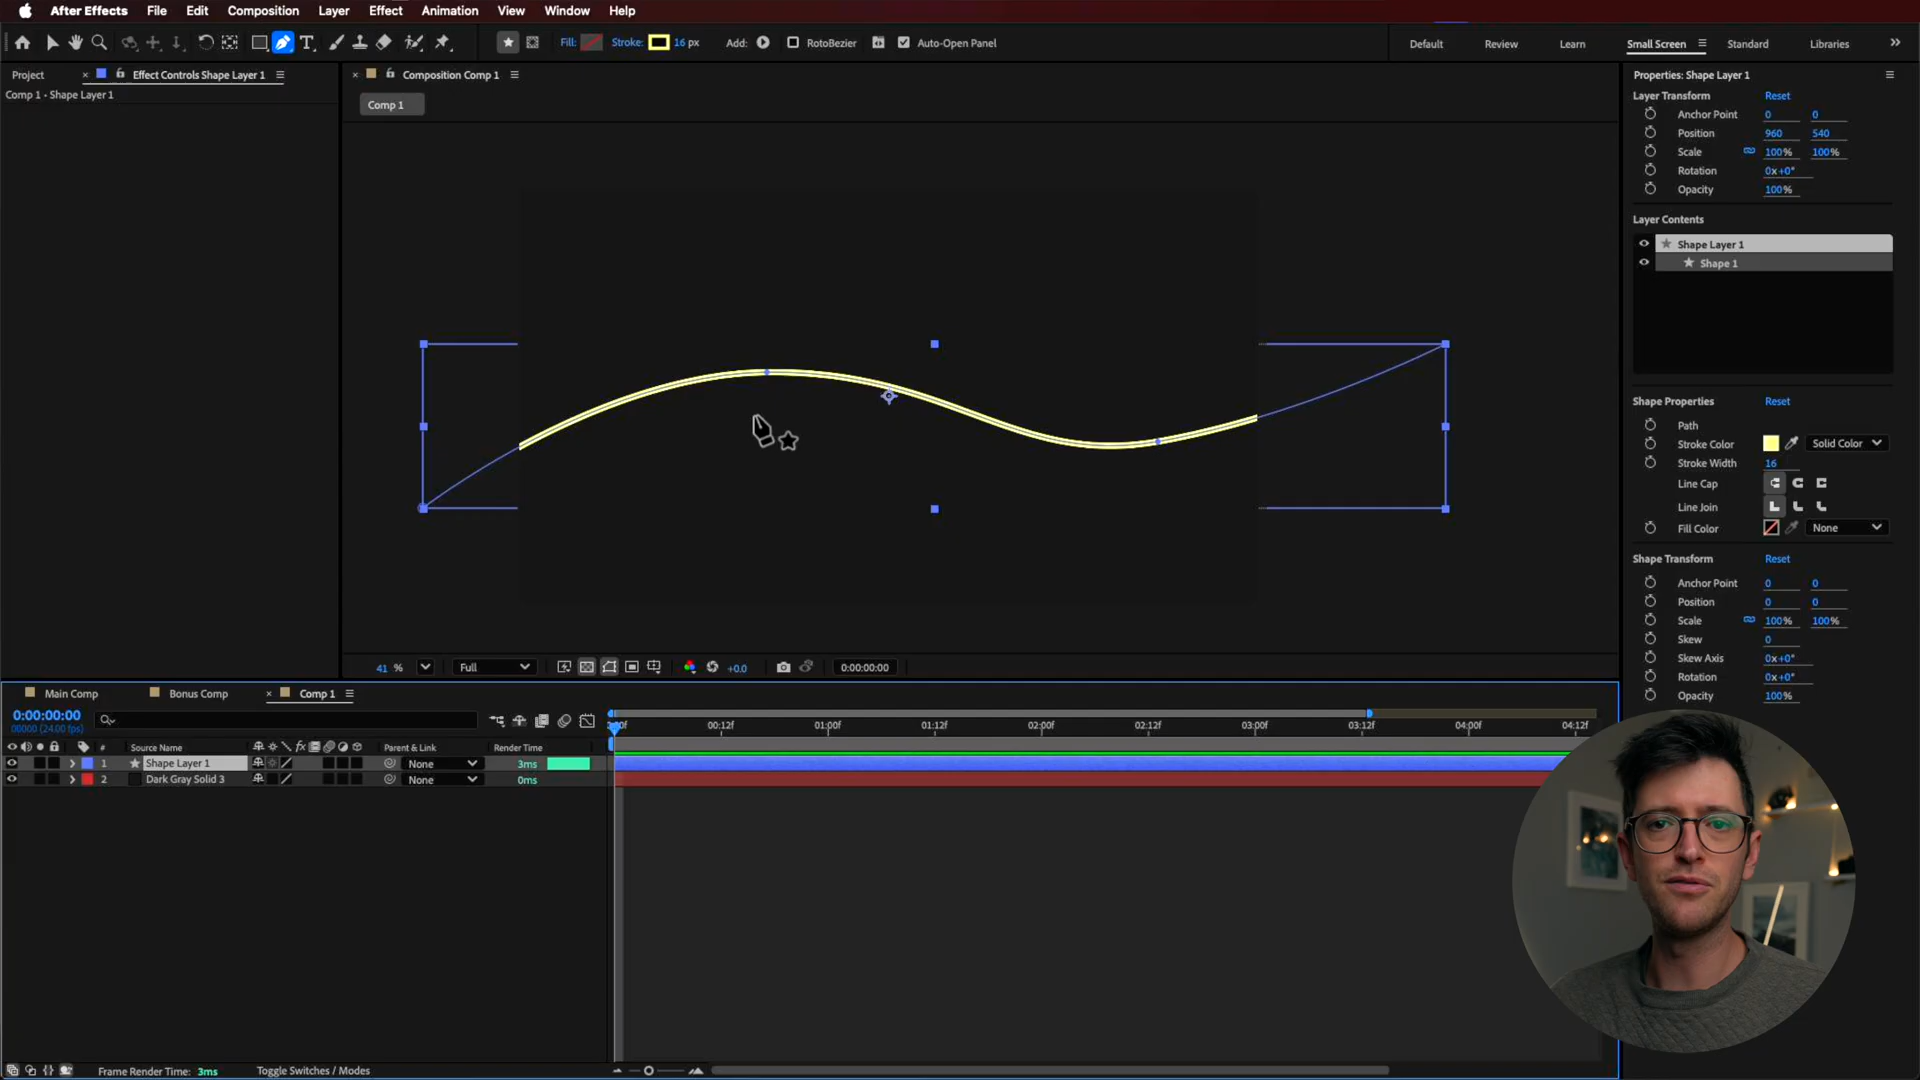 After Effects File Edit Composition Layer Effect Animation View Window Help
Fill: Stroke: 16 px Add: RotoBezier Auto-Open Panel Default Review Learn Small Screen Standard Libraries
Project Effect Controls Shape Layer 1
Comp 1 • Shape Layer 1
Composition Comp 1
Comp 1
Properties: Shape Layer 1
Layer Transform Reset
Anchor Point 0 0
Position 960 540
Scale 100% 100%
Rotation 0x+0°
Opacity 100%
Layer Contents
Shape Layer 1
Shape 1
Shape Properties Reset
Path
Stroke Color Solid Color
Stroke Width 16
Line Cap
Line Join
Fill Color None
Shape Transform Reset
Anchor Point 0 0
Position 0 0
Scale 100% 100%
Skew 0
Skew Axis 0x+0°
Rotation 0x+0°
Opacity 100%
41 % Full +0.0 0:00:00:00
Main Comp Bonus Comp Comp 1
0:00:00:00
00000 (24.00 fps)
00:12f 01:00f 01:12f 02:00f 02:12f 03:00f 03:12f 04:00f 04:12f
# Source Name fx Parent & Link Render Time
1 Shape Layer 1 None 3ms
2 Dark Gray Solid 3 None 0ms
Frame Render Time: 3ms Toggle Switches / Modes